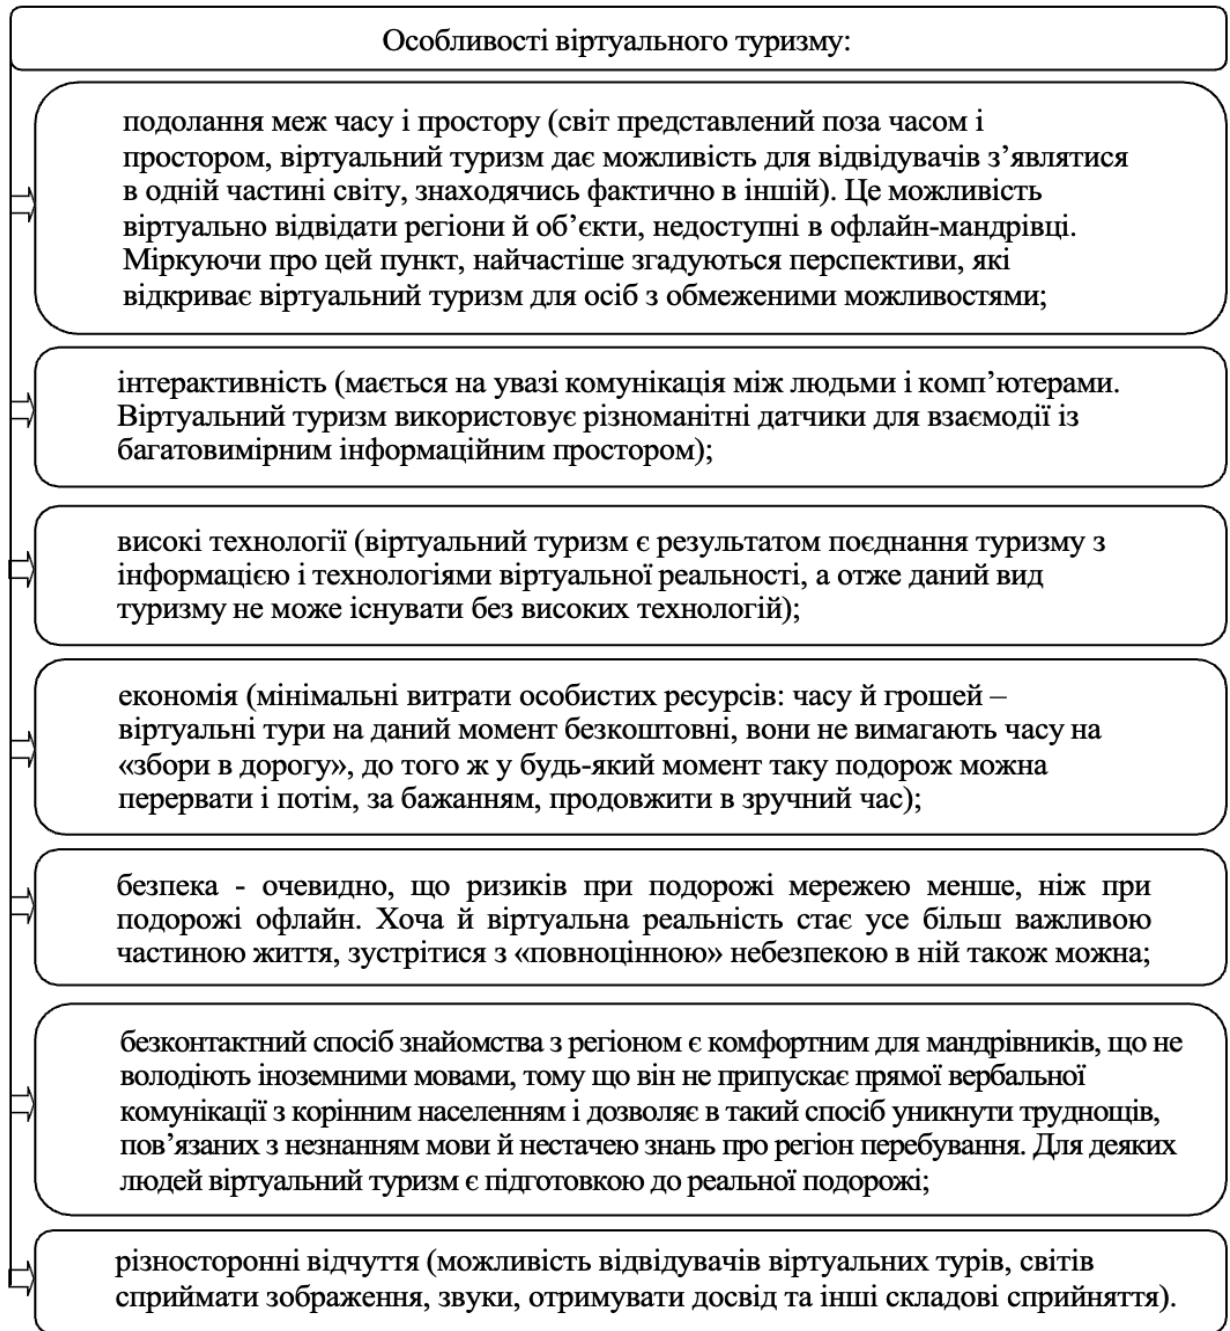 Особливості віртуального туризму:
подолання меж часу і простору (світ представлений поза часом і
простором, віртуальний туризм дає можливість для відвідувачів з’являтися
в одній частині світу, знаходячись фактично в іншій). Це можливість
віртуально відвідати регіони й об’єкти, недоступні в офлайн-мандрівці.
Міркуючи про цей пункт, найчастіше згадуються перспективи, які
відкриває віртуальний туризм для осіб з обмеженими можливостями;
інтерактивність (мається на увазі комунікація між людьми і комп’ютерами.
Віртуальний туризм використовує різноманітні датчики для взаємодії із
багатовимірним інформаційним простором);
високі технології (віртуальний туризм є результатом поєднання туризму з
інформацією і технологіями віртуальної реальності, а отже даний вид
туризму не може існувати без високих технологій);
економія (мінімальні витрати особистих ресурсів: часу й грошей –
віртуальні тури на даний момент безкоштовні, вони не вимагають часу на
«збори в дорогу», до того ж у будь-який момент таку подорож можна
перервати і потім, за бажанням, продовжити в зручний час);
безпека - очевидно, що ризиків при подорожі мережею менше, ніж при
подорожі офлайн. Хоча й віртуальна реальність стає усе більш важливою
частиною життя, зустрітися з «повноцінною» небезпекою в ній також можна;
безконтактний спосіб знайомства з регіоном є комфортним для мандрівників, що не
володіють іноземними мовами, тому що він не припускає прямої вербальної
комунікації з корінним населенням і дозволяє в такий спосіб уникнути труднощів,
пов’язаних з незнанням мови й нестачею знань про регіон перебування. Для деяких
людей віртуальний туризм є підготовкою до реальної подорожі;
різносторонні відчуття (можливість відвідувачів віртуальних турів, світів
сприймати зображення, звуки, отримувати досвід та інші складові сприйняття).